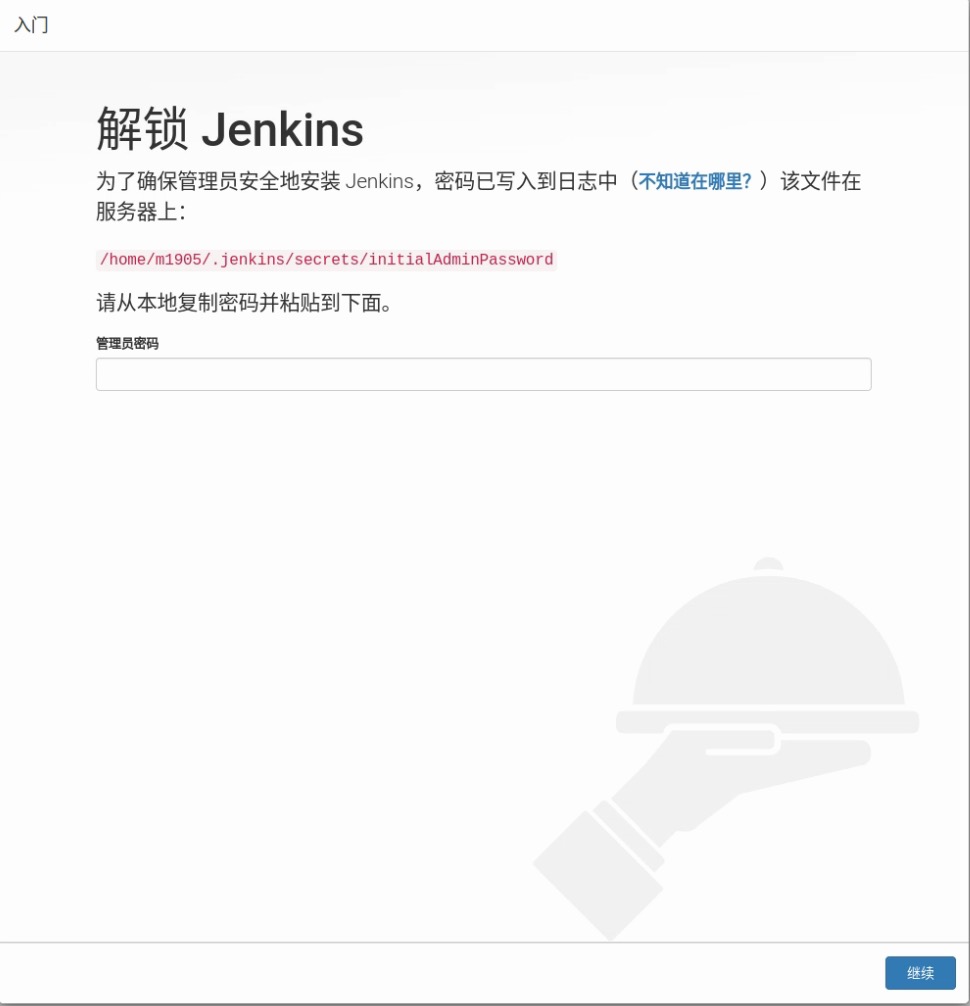 入门
解锁 Jenkins
为了确保管理员安全地安装 Jenkins，密码已写入到日志中（不知道在哪里？）该文件在
服务器上：
/home/m1905/.jenkins/secrets/initialAdminPassword
请从本地复制密码并粘贴到下面。
管理员密码
继续